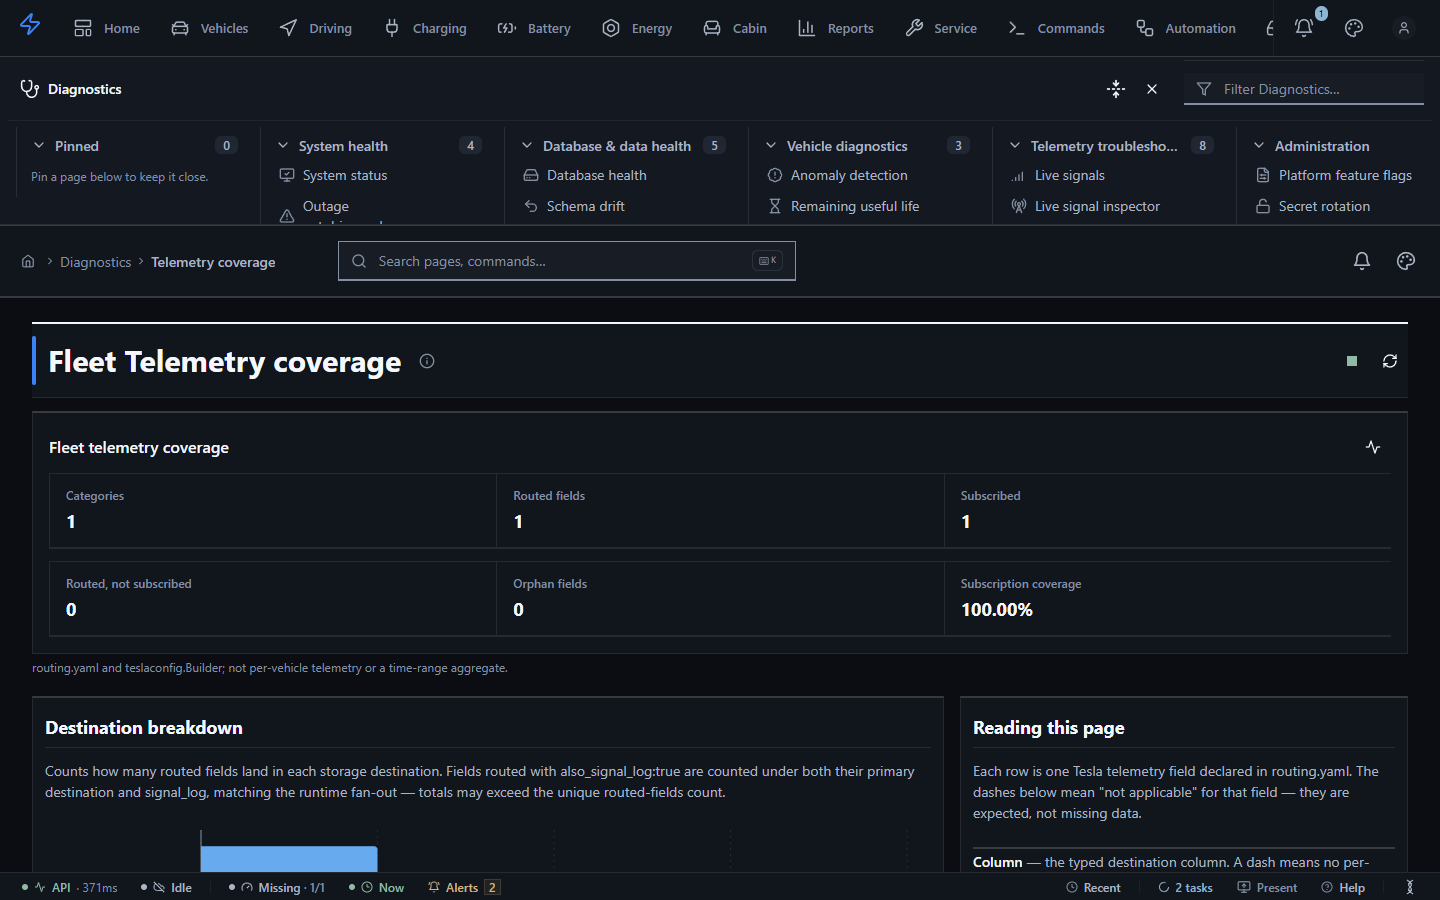 Home Vehicles Driving Charging Battery Energy Cabin Reports Service Commands Automation 1
Diagnostics Filter Diagnostics...
Pinned 0 System health 4 Database & data health 5 Vehicle diagnostics 3 Telemetry troublesho... 8 Administration
Pin a page below to keep it close. System status Database health Anomaly detection Live signals Platform feature flags
Outage Schema drift Remaining useful life Live signal inspector Secret rotation
Diagnostics Telemetry coverage Search pages, commands... K
Fleet Telemetry coverage
Fleet telemetry coverage
Categories Routed fields Subscribed
1 1 1
Routed, not subscribed Orphan fields Subscription coverage
0 0 100.00%
routing.yaml and teslaconfig.Builder; not per-vehicle telemetry or a time-range aggregate.
Destination breakdown
Counts how many routed fields land in each storage destination. Fields routed with also_signal_log:true are counted under both their primary
destination and signal_log, matching the runtime fan-out — totals may exceed the unique routed-fields count.
Reading this page
Each row is one Tesla telemetry field declared in routing.yaml. The
dashes below mean "not applicable" for that field — they are
expected, not missing data.
Column — the typed destination column. A dash means no per-
API · 371ms Idle Missing · 1/1 Now Alerts 2 Recent 2 tasks Present Help